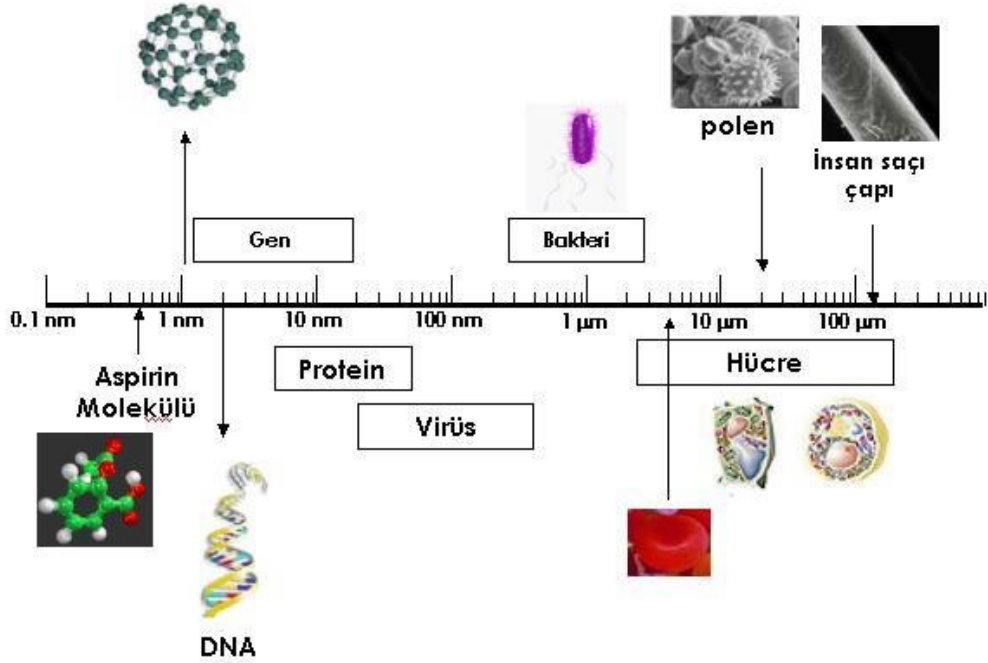 polen
İnsan saçı
çapı
Gen
Bakteri
0.1 nm
1 nm
10 nm
100 nm
1 µm
10 µm
100 µm
Aspirin
Molekülü
Protein
Hücre
Virüs
DNA